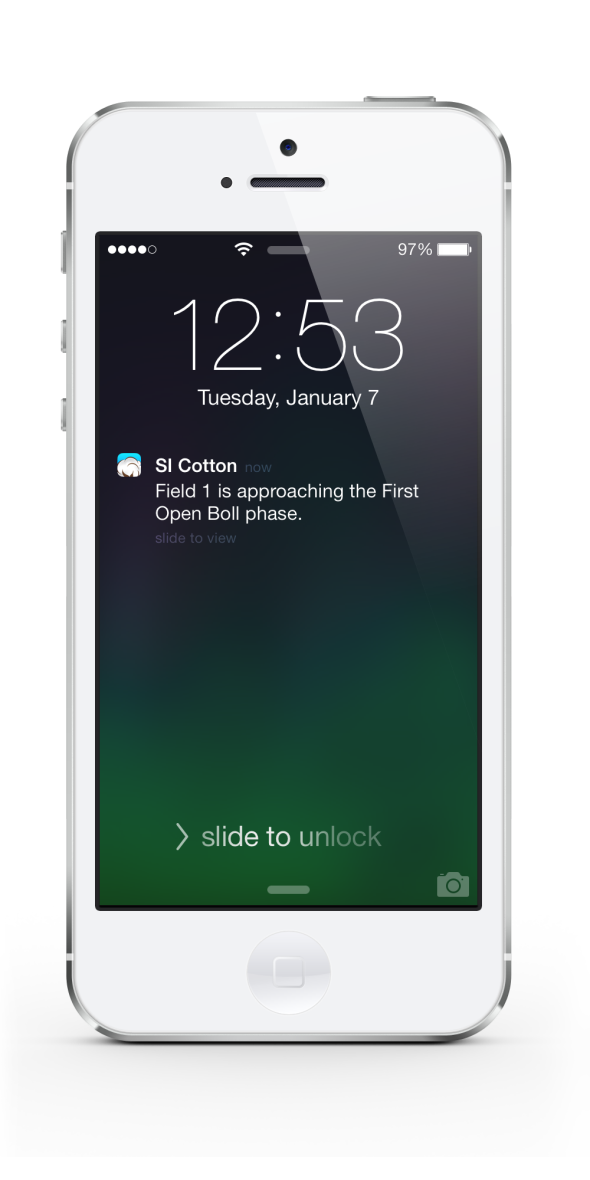 97%
12:53
Tuesday, January 7
SI Cotton now
Field 1 is approaching the First
Open Boll phase.
slide to view
slide to unlock